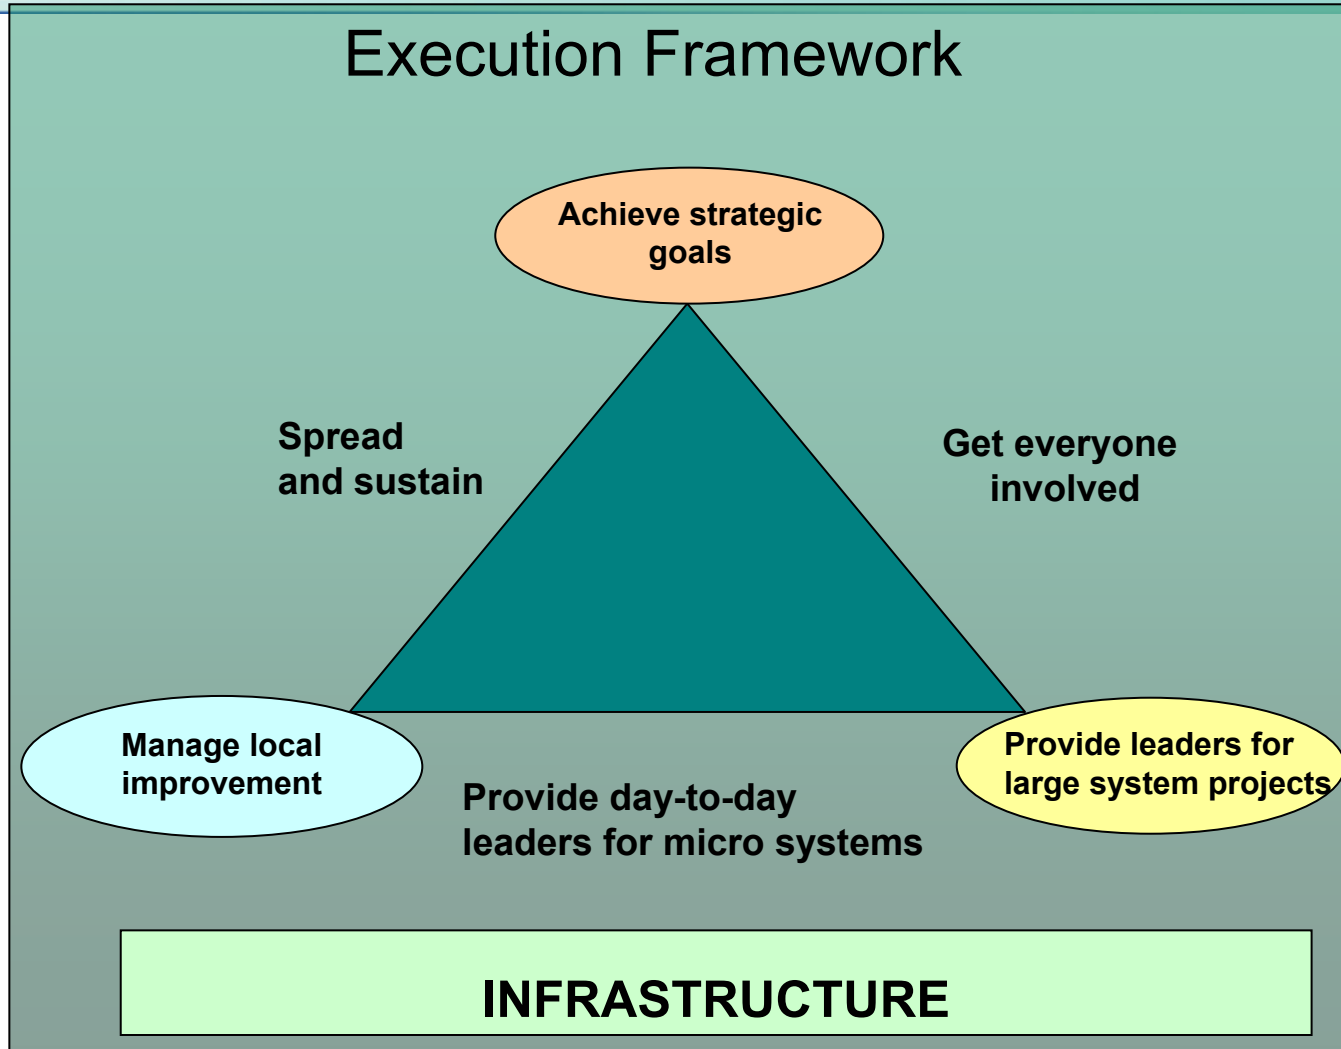 Execution Framework
Achieve strategic
goals
Spread
and sustain
Get everyone
involved
Manage local
improvement
Provide leaders for
large system projects
Provide day-to-day
leaders for micro systems
INFRASTRUCTURE